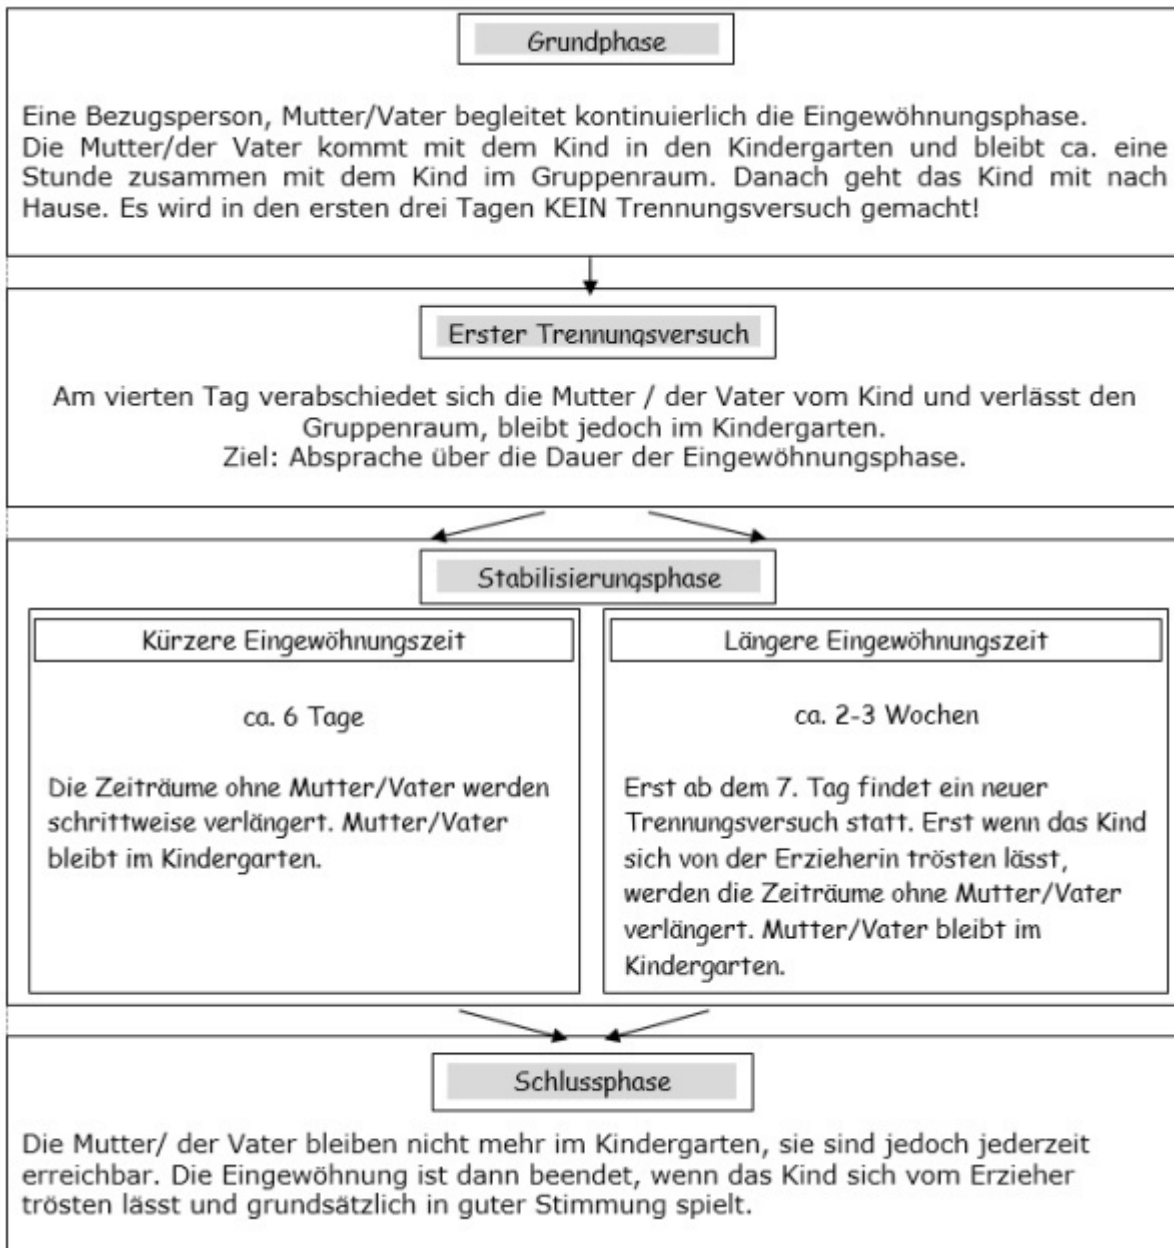 Grundphase
Eine Bezugsperson, Mutter/Vater begleitet kontinuierlich die Eingewöhnungsphase.
Die Mutter/der Vater kommt mit dem Kind in den Kindergarten und bleibt ca. eine
Stunde zusammen mit dem Kind im Gruppenraum. Danach geht das Kind mit nach
Hause. Es wird in den ersten drei Tagen KEIN Trennungsversuch gemacht!
Erster Trennungsversuch
Am vierten Tag verabschiedet sich die Mutter / der Vater vom Kind und verlässt den
Gruppenraum, bleibt jedoch im Kindergarten.
Ziel: Absprache über die Dauer der Eingewöhnungsphase.
Stabilisierungsphase
Kürzere Eingewöhnungszeit
ca. 6 Tage
Die Zeiträume ohne Mutter/Vater werden
schrittweise verlängert. Mutter/Vater
bleibt im Kindergarten.
Längere Eingewöhnungszeit
ca. 2-3 Wochen
Erst ab dem 7. Tag findet ein neuer
Trennungsversuch statt. Erst wenn das Kind
sich von der Erzieherin trösten lässt,
werden die Zeiträume ohne Mutter/Vater
verlängert. Mutter/Vater bleibt im
Kindergarten.
Schlussphase
Die Mutter/ der Vater bleiben nicht mehr im Kindergarten, sie sind jedoch jederzeit
erreichbar. Die Eingewöhnung ist dann beendet, wenn das Kind sich vom Erzieher
trösten lässt und grundsätzlich in guter Stimmung spielt.